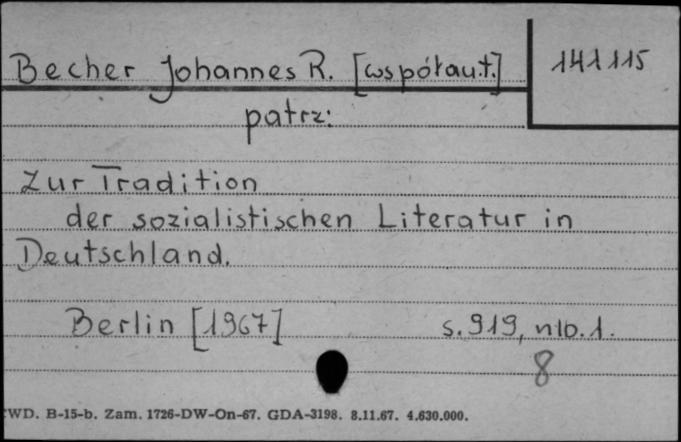 Becher Johannes R. [współaut.] 141115
patrz:
Zur Tradition
der sozialistischen Literatur in
Deutschland.
Berlin [1967] s. 919, nlb. 1.
8
WD. B-15-b. Zam. 1726-DW-On-67. GDA-3198. 8.11.67. 4.630.000.